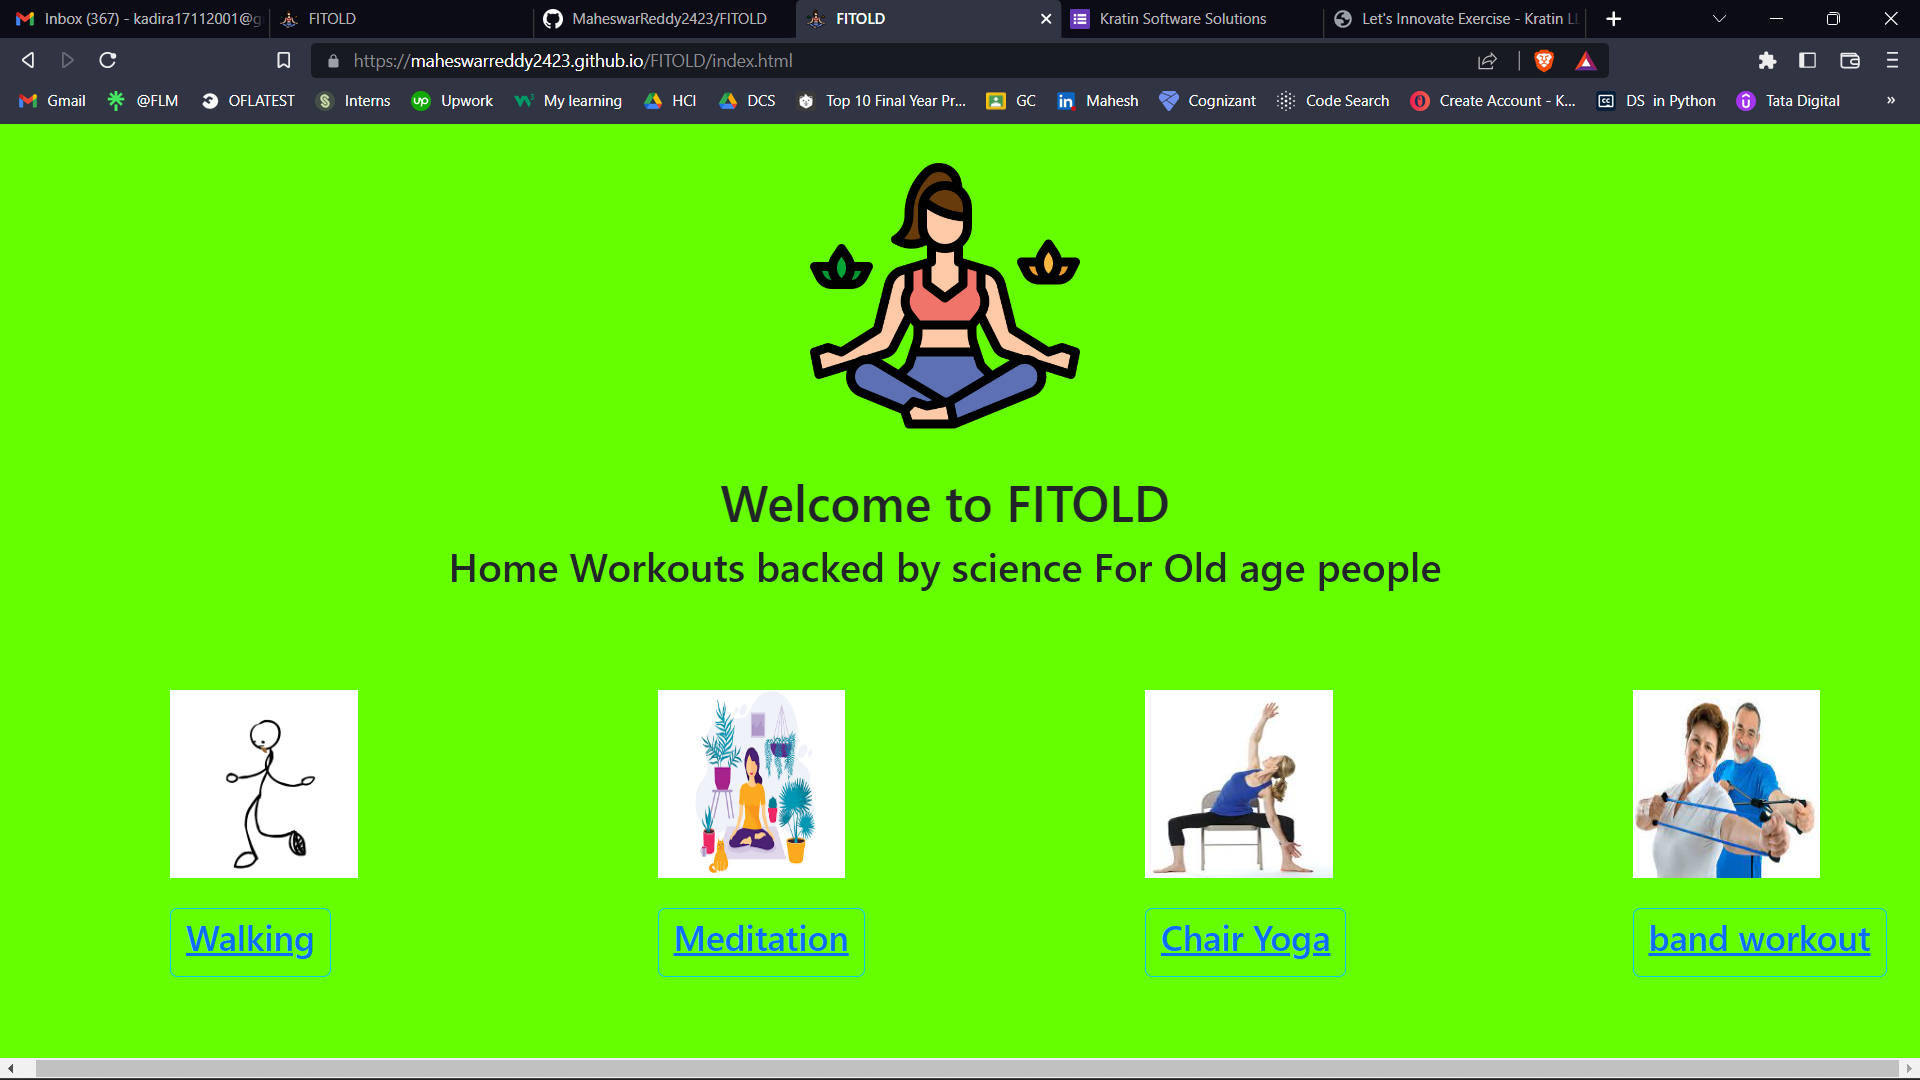 Inbox (367) - kadira17112001@g
FITOLD
MaheswarReddy2423/FITOLD
FITOLD
Kratin Software Solutions
Let's Innovate Exercise - Kratin LL
https://maheswarreddy2423.github.io/FITOLD/index.html
Gmail
@FLM
OFLATEST
Interns
Upwork
My learning
HCI
DCS
Top 10 Final Year Pr...
GC
Mahesh
Cognizant
Code Search
Create Account - K...
DS in Python
Tata Digital
»
Welcome to FITOLD
Home Workouts backed by science For Old age people
Walking
Meditation
Chair Yoga
band workout